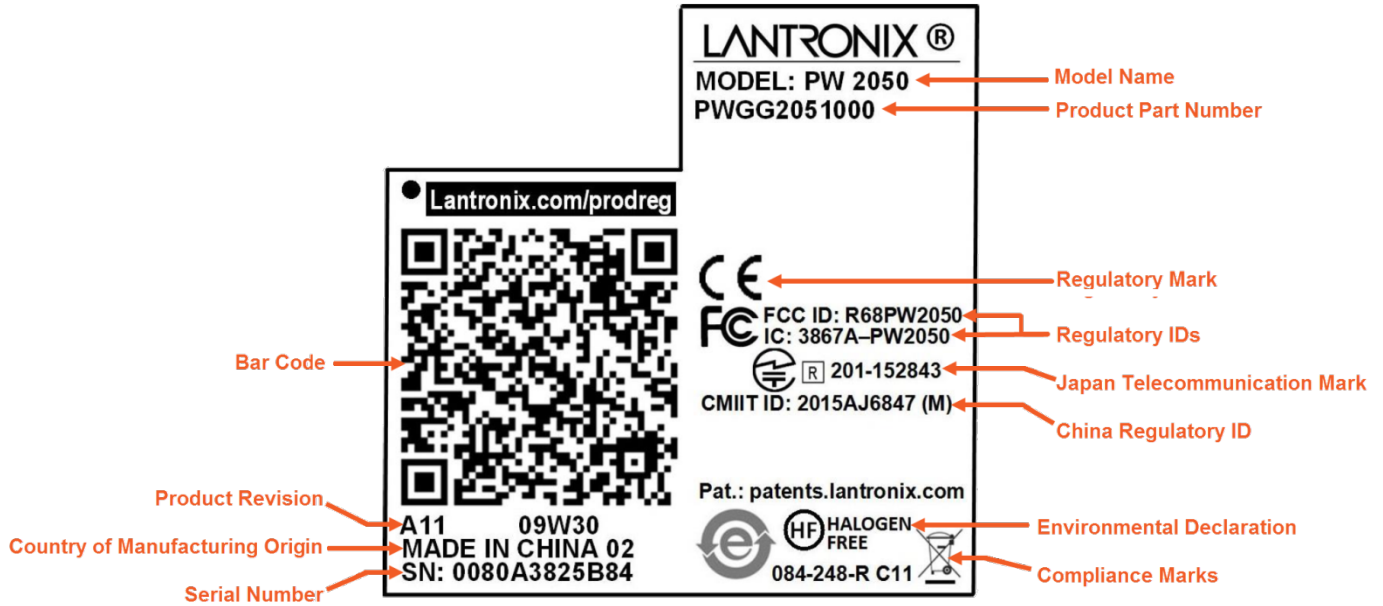 LANTRONIX ®
MODEL: PW 2050
Model Name
PWGG2051000
Product Part Number
Lantronix.com/prodreg
CE
Regulatory Mark
FC FCC ID: R68PW2050
IC: 3867A–PW2050
Regulatory IDs
Bar Code
R 201-152843
Japan Telecommunication Mark
CMIIT ID: 2015AJ6847 (M)
China Regulatory ID
Pat.: patents.lantronix.com
Product Revision
A11 09W30
Country of Manufacturing Origin
MADE IN CHINA 02
Serial Number
SN: 0080A3825B84
e
HF HALOGEN
FREE
Environmental Declaration
084-248-R C11
Compliance Marks